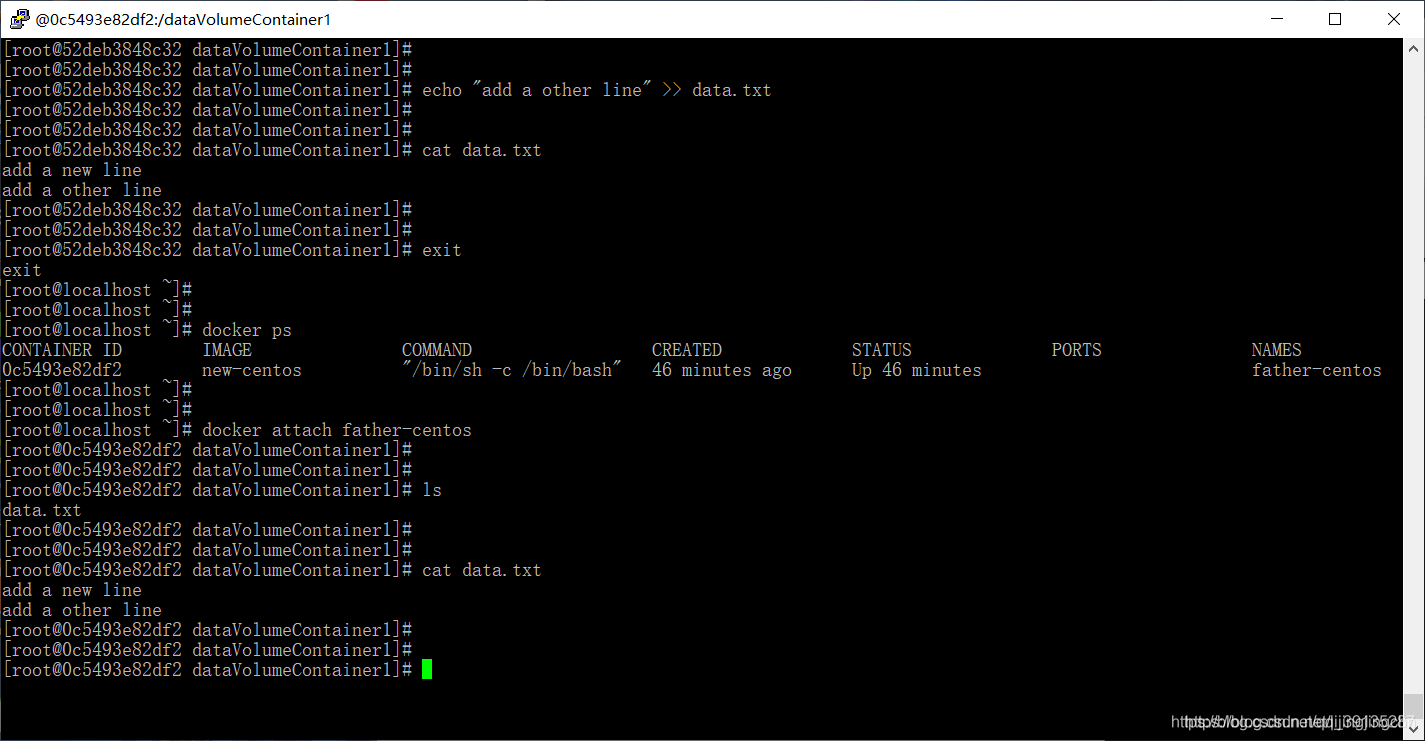 @0c5493e82df2:/dataVolumeContainer1
[root@52deb3848c32 dataVolumeContainer1]#
[root@52deb3848c32 dataVolumeContainer1]#
[root@52deb3848c32 dataVolumeContainer1]# echo "add a other line" >> data.txt
[root@52deb3848c32 dataVolumeContainer1]#
[root@52deb3848c32 dataVolumeContainer1]#
[root@52deb3848c32 dataVolumeContainer1]# cat data.txt
add a new line
add a other line
[root@52deb3848c32 dataVolumeContainer1]#
[root@52deb3848c32 dataVolumeContainer1]#
[root@52deb3848c32 dataVolumeContainer1]# exit
exit
[root@localhost ~]#
[root@localhost ~]#
[root@localhost ~]# docker ps
CONTAINER ID IMAGE COMMAND CREATED STATUS PORTS NAMES
0c5493e82df2 new-centos "/bin/sh -c /bin/bash" 46 minutes ago Up 46 minutes father-centos
[root@localhost ~]#
[root@localhost ~]#
[root@localhost ~]# docker attach father-centos
[root@0c5493e82df2 dataVolumeContainer1]#
[root@0c5493e82df2 dataVolumeContainer1]#
[root@0c5493e82df2 dataVolumeContainer1]# ls
data.txt
[root@0c5493e82df2 dataVolumeContainer1]#
[root@0c5493e82df2 dataVolumeContainer1]#
[root@0c5493e82df2 dataVolumeContainer1]# cat data.txt
add a new line
add a other line
[root@0c5493e82df2 dataVolumeContainer1]#
[root@0c5493e82df2 dataVolumeContainer1]#
[root@0c5493e82df2 dataVolumeContainer1]#